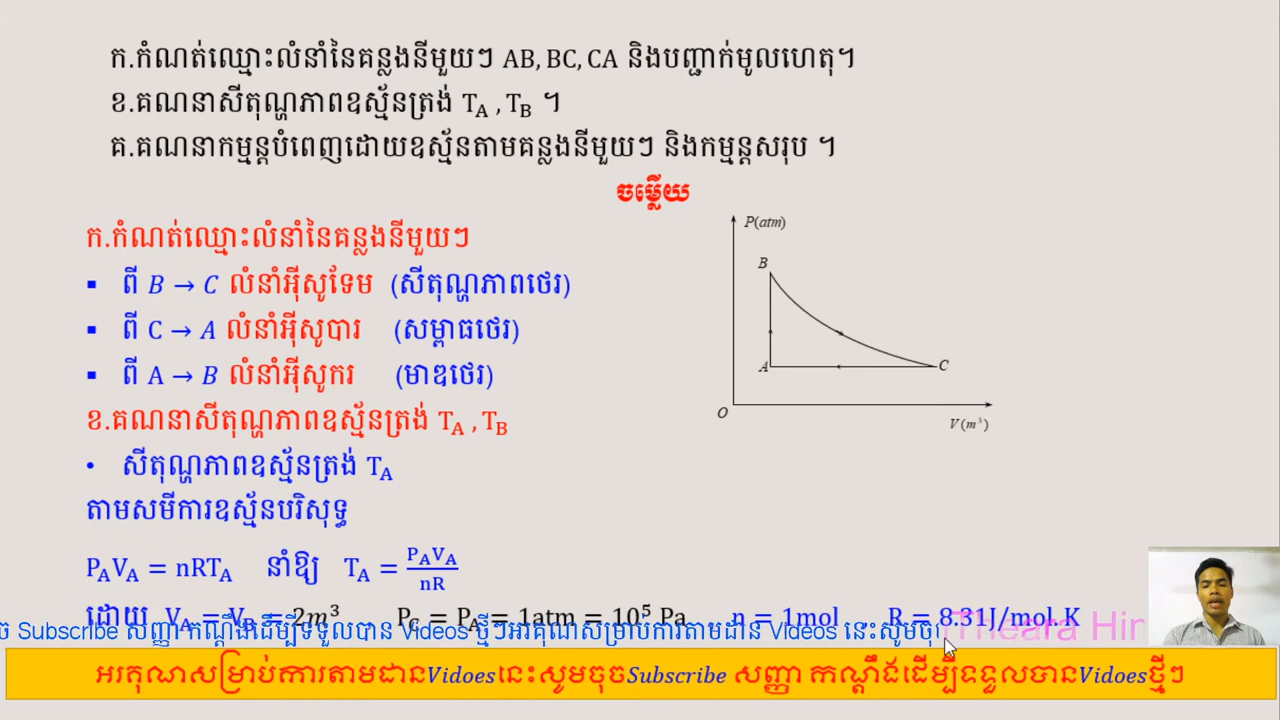 ក.កំណត់ឈ្មោះលំនាំនៃគន្លងនីមួយៗ AB, BC, CA និងបញ្ជាក់មូលហេតុ។
ខ.គណនាសីតុណ្ហភាពឧស្ម័នត្រង់ T_A , T_B ។
គ.គណនាកម្មន្តបំពេញដោយឧស្ម័នតាមគន្លងនីមួយៗ និងកម្មន្តសរុប ។
ចម្លើយ
ក.កំណត់ឈ្មោះលំនាំនៃគន្លងនីមួយៗ
▪ ពី B → C លំនាំអ៊ីសូទែម (សីតុណ្ហភាពថេរ)
▪ ពី C → A លំនាំអ៊ីសូបារ (សម្ពាធថេរ)
▪ ពី A → B លំនាំអ៊ីសូករ (មាឌថេរ)
P(atm)
B
A
C
O
V(m³)
ខ.គណនាសីតុណ្ហភាពឧស្ម័នត្រង់ T_A , T_B
• សីតុណ្ហភាពឧស្ម័នត្រង់ T_A
តាមសមីការឧស្ម័នបរិសុទ្ធ
P_AV_A = nRT_A នាំឱ្យ T_A = P_AV_A/nR
ដោយ V_A = V_B = 2m³ P_C = P_A = 1atm = 10⁵ Pa n = 1mol R = 8.31J/mol.K
ច Subscribe សញ្ញា កណ្ដឹងដើម្បីទទួលបាន Videos ថ្មីៗអរគុណសម្រាប់ការតាមដាន Videos នេះសូមចុច
Theara Hin
អរគុណសម្រាប់ការតាមដានVidoesនេះសូមចុចSubscribe សញ្ញា កណ្ដឹងដើម្បីទទួលបានVidoesថ្មីៗ